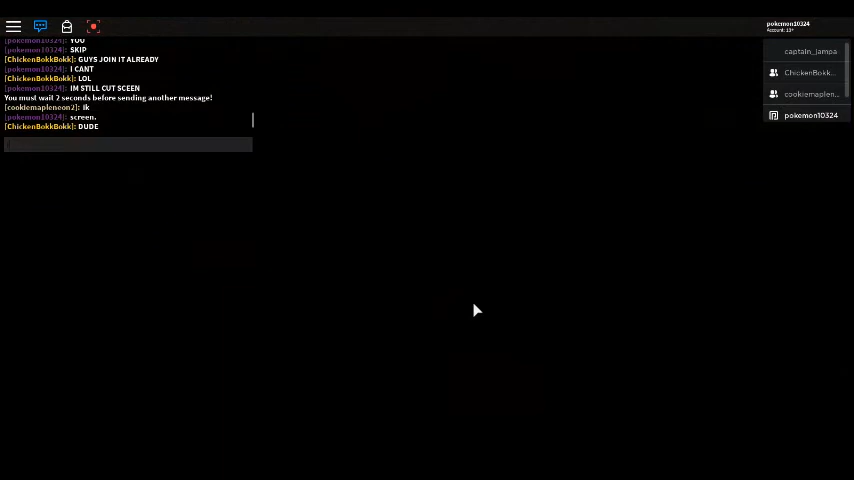 pokemon10324
Account: 13+
[pokemon10324]: YOU
[pokemon10324]: SKIP
[ChickenBokkBokk]: GUYS JOIN IT ALREADY
[pokemon10324]: I CANT
[ChickenBokkBokk]: LOL
[pokemon10324]: IM STILL CUT SCEEN
You must wait 2 seconds before sending another message!
[cookiemapleneon2]: ik
[pokemon10324]: screen.
[ChickenBokkBokk]: DUDE
captain_jampa
ChickenBokk...
cookiemaplen...
pokemon10324